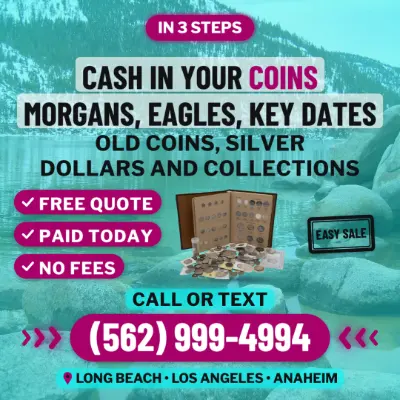 IN 3 STEPS
CASH IN YOUR COINS
MORGANS, EAGLES, KEY DATES
OLD COINS, SILVER
DOLLARS AND COLLECTIONS
FREE QUOTE
PAID TODAY
NO FEES
EASY SALE
CALL OR TEXT
(562) 999-4994
LONG BEACH • LOS ANGELES • ANAHEIM